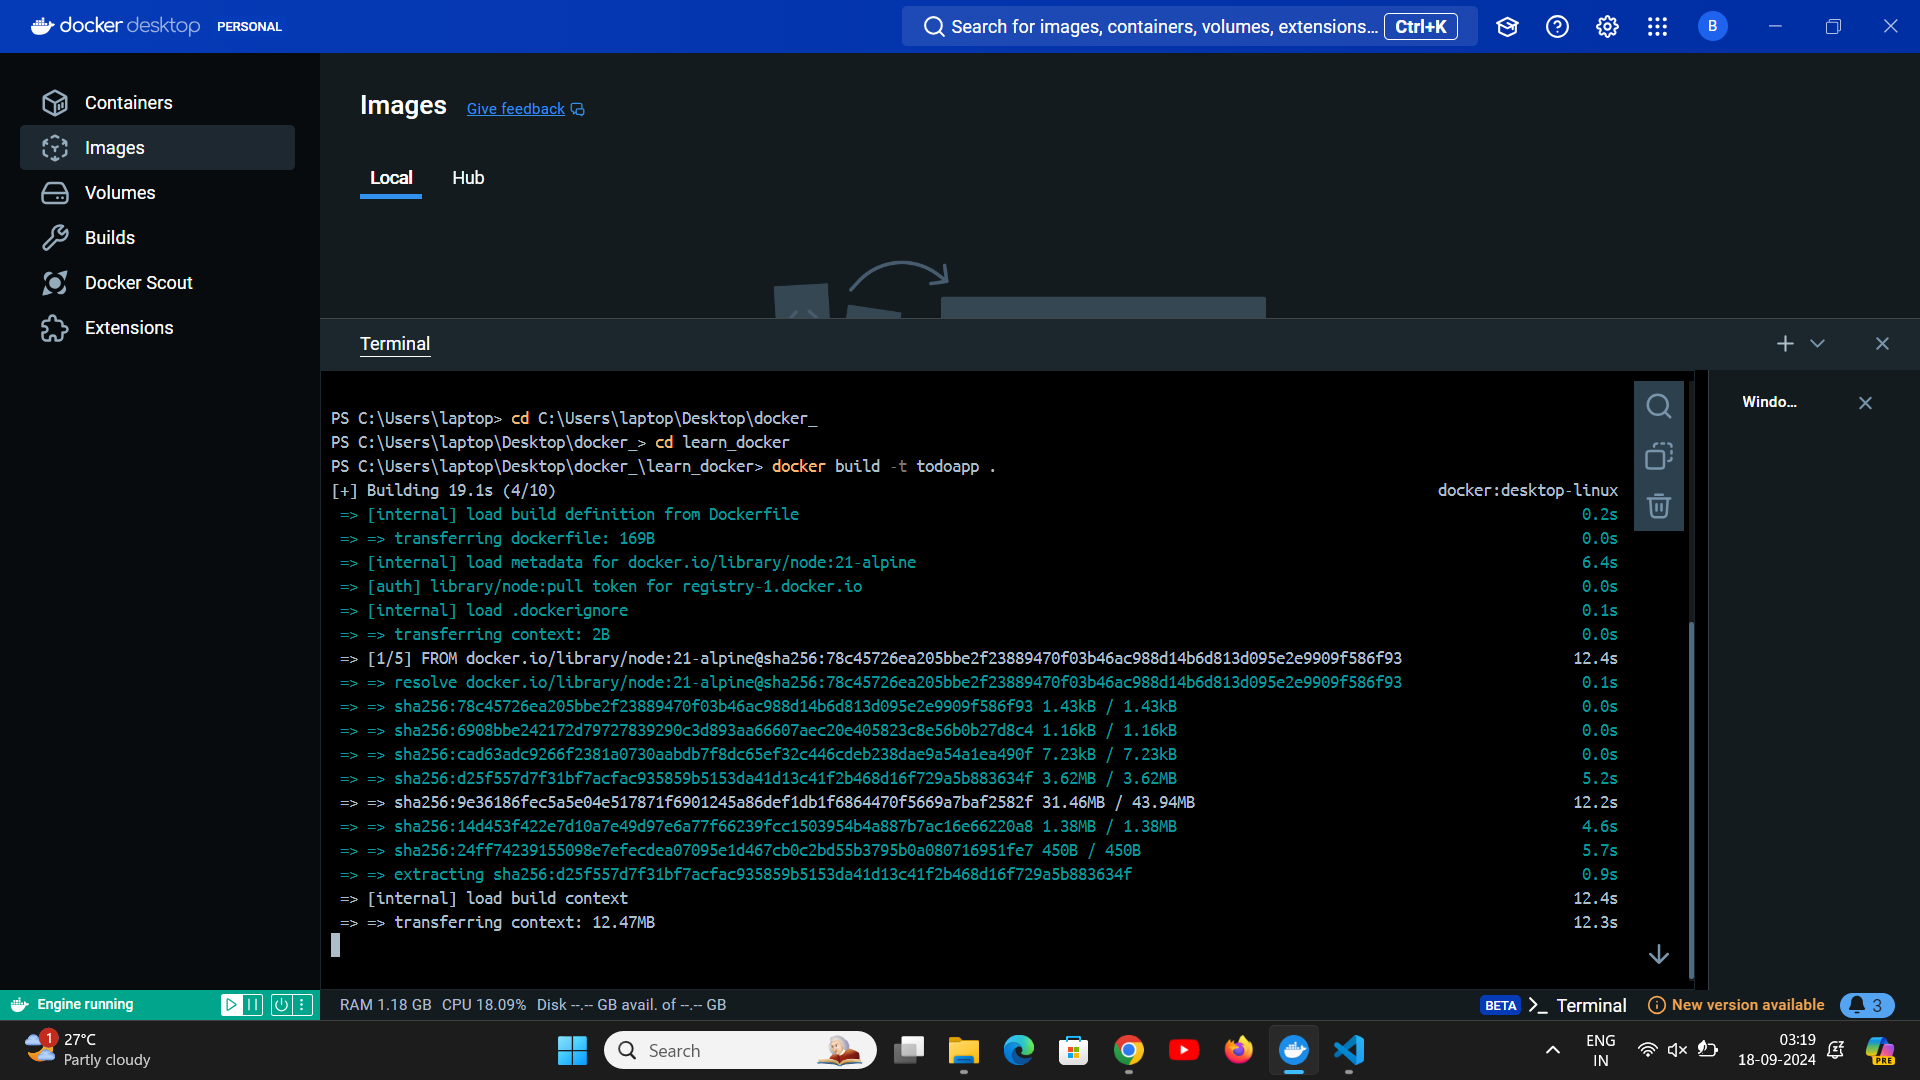 docker desktop PERSONAL
Search for images, containers, volumes, extensions... Ctrl+K
B
Containers
Images
Volumes
Builds
Docker Scout
Extensions
Images Give feedback
Local Hub
Terminal
Windo...
PS C:\Users\laptop> cd C:\Users\laptop\Desktop\docker_
PS C:\Users\laptop\Desktop\docker_> cd learn_docker
PS C:\Users\laptop\Desktop\docker_\learn_docker> docker build -t todoapp .
[+] Building 19.1s (4/10) docker:desktop-linux
=> [internal] load build definition from Dockerfile 0.2s
=> => transferring dockerfile: 169B 0.0s
=> [internal] load metadata for docker.io/library/node:21-alpine 6.4s
=> [auth] library/node:pull token for registry-1.docker.io 0.0s
=> [internal] load .dockerignore 0.1s
=> => transferring context: 2B 0.0s
=> [1/5] FROM docker.io/library/node:21-alpine@sha256:78c45726ea205bbe2f23889470f03b46ac988d14b6d813d095e2e9909f586f93 12.4s
=> => resolve docker.io/library/node:21-alpine@sha256:78c45726ea205bbe2f23889470f03b46ac988d14b6d813d095e2e9909f586f93 0.1s
=> => sha256:78c45726ea205bbe2f23889470f03b46ac988d14b6d813d095e2e9909f586f93 1.43kB / 1.43kB 0.0s
=> => sha256:6908bbe242172d79727839290c3d893aa66607aec20e405823c8e56b0b27d8c4 1.16kB / 1.16kB 0.0s
=> => sha256:cad63adc9266f2381a0730aabdb7f8dc65ef32c446cdeb238dae9a54a1ea490f 7.23kB / 7.23kB 0.0s
=> => sha256:d25f557d7f31bf7acfac935859b5153da41d13c41f2b468d16f729a5b883634f 3.62MB / 3.62MB 5.2s
=> => sha256:9e36186fec5a5e04e517871f6901245a86def1db1f6864470f5669a7baf2582f 31.46MB / 43.94MB 12.2s
=> => sha256:14d453f422e7d10a7e49d97e6a77f66239fcc1503954b4a887b7ac16e66220a8 1.38MB / 1.38MB 4.6s
=> => sha256:24ff74239155098e7efecdea07095e1d467cb0c2bd55b3795b0a080716951fe7 450B / 450B 5.7s
=> => extracting sha256:d25f557d7f31bf7acfac935859b5153da41d13c41f2b468d16f729a5b883634f 0.9s
=> [internal] load build context 12.4s
=> => transferring context: 12.47MB 12.3s
Engine running
RAM 1.18 GB CPU 18.09% Disk --.-- GB avail. of --.-- GB
BETA >_ Terminal New version available 3
1
27°C
Partly cloudy
Search
ENG
IN
03:19
18-09-2024
PRE